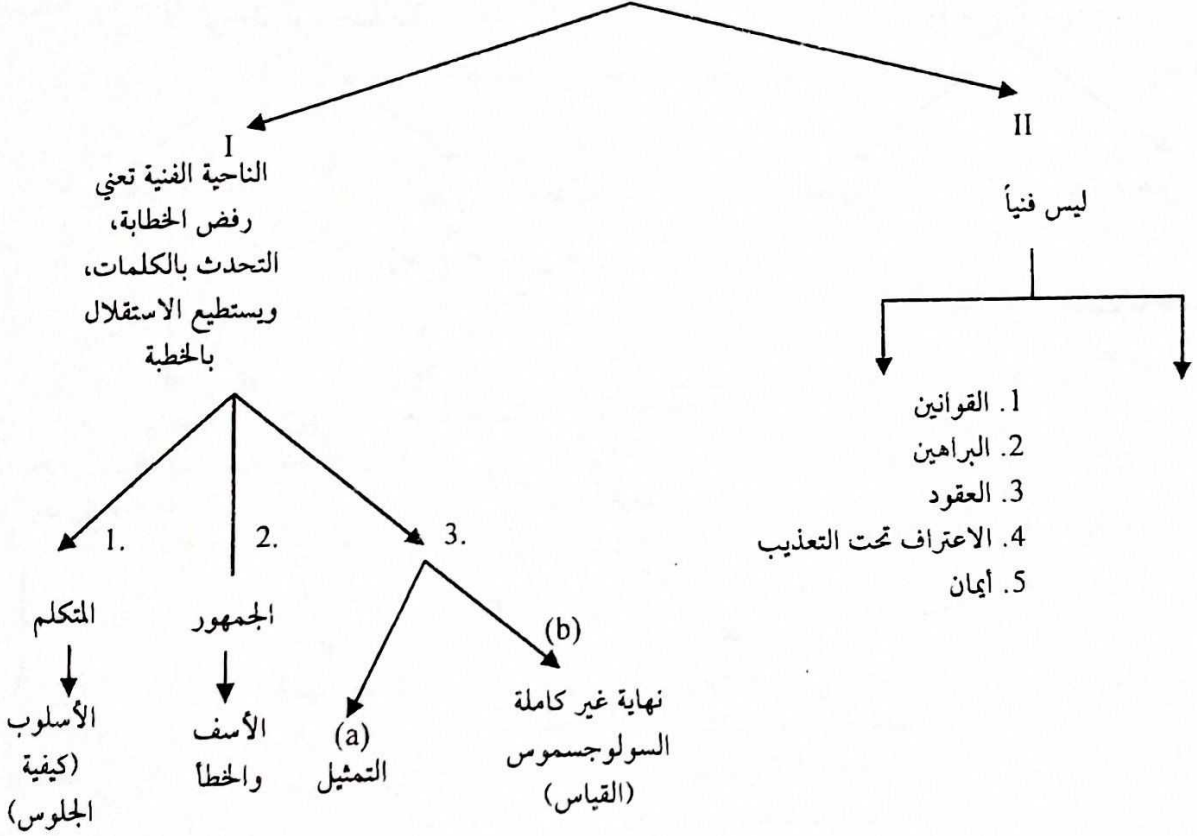 I
الناحية الفنية تعني
رفض الخطابة،
التحدث بالكلمات،
ويستطيع الاستقلال
بالخطبة
II
ليس فنياً
1. القوانين
2. البراهين
3. العقود
4. الاعتراف تحت التعذيب
5. أيمان
1.
المتكلم
الأسلوب
(كيفية
الجلوس)
2.
الجمهور
الأسف
والخطأ
3.
(a)
التمثيل
(b)
نهاية غير كاملة
السولوجسموس
(القياس)